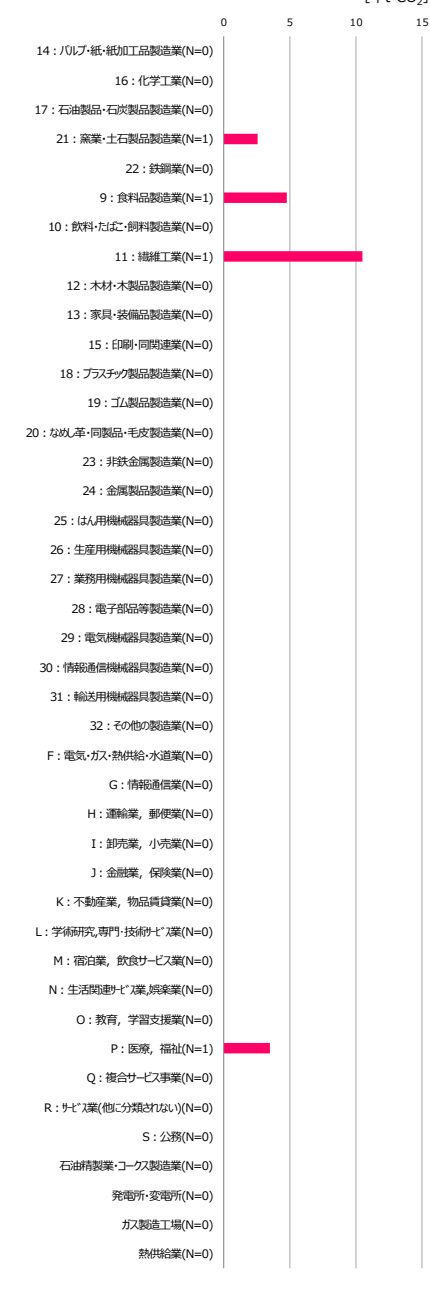 [千t-CO₂]
0 5 10 15
14：パルプ・紙・紙加工品製造業(N=0)
16：化学工業(N=0)
17：石油製品・石炭製品製造業(N=0)
21：窯業・土石製品製造業(N=1)
22：鉄鋼業(N=0)
9：食料品製造業(N=1)
10：飲料・たばこ・飼料製造業(N=0)
11：繊維工業(N=1)
12：木材・木製品製造業(N=0)
13：家具・装備品製造業(N=0)
15：印刷・同関連業(N=0)
18：プラスチック製品製造業(N=0)
19：ゴム製品製造業(N=0)
20：なめし革・同製品・毛皮製造業(N=0)
23：非鉄金属製造業(N=0)
24：金属製品製造業(N=0)
25：はん用機械器具製造業(N=0)
26：生産用機械器具製造業(N=0)
27：業務用機械器具製造業(N=0)
28：電子部品等製造業(N=0)
29：電気機械器具製造業(N=0)
30：情報通信機械器具製造業(N=0)
31：輸送用機械器具製造業(N=0)
32：その他の製造業(N=0)
F：電気・ガス・熱供給・水道業(N=0)
G：情報通信業(N=0)
H：運輸業，郵便業(N=0)
I：卸売業，小売業(N=0)
J：金融業，保険業(N=0)
K：不動産業，物品賃貸業(N=0)
L：学術研究,専門・技術ｻｰﾋﾞｽ業(N=0)
M：宿泊業，飲食サービス業(N=0)
N：生活関連ｻｰﾋﾞｽ業,娯楽業(N=0)
O：教育，学習支援業(N=0)
P：医療，福祉(N=1)
Q：複合サービス事業(N=0)
R：ｻｰﾋﾞｽ業(他に分類されない)(N=0)
S：公務(N=0)
石油精製業・コークス製造業(N=0)
発電所・変電所(N=0)
ガス製造工場(N=0)
熱供給業(N=0)